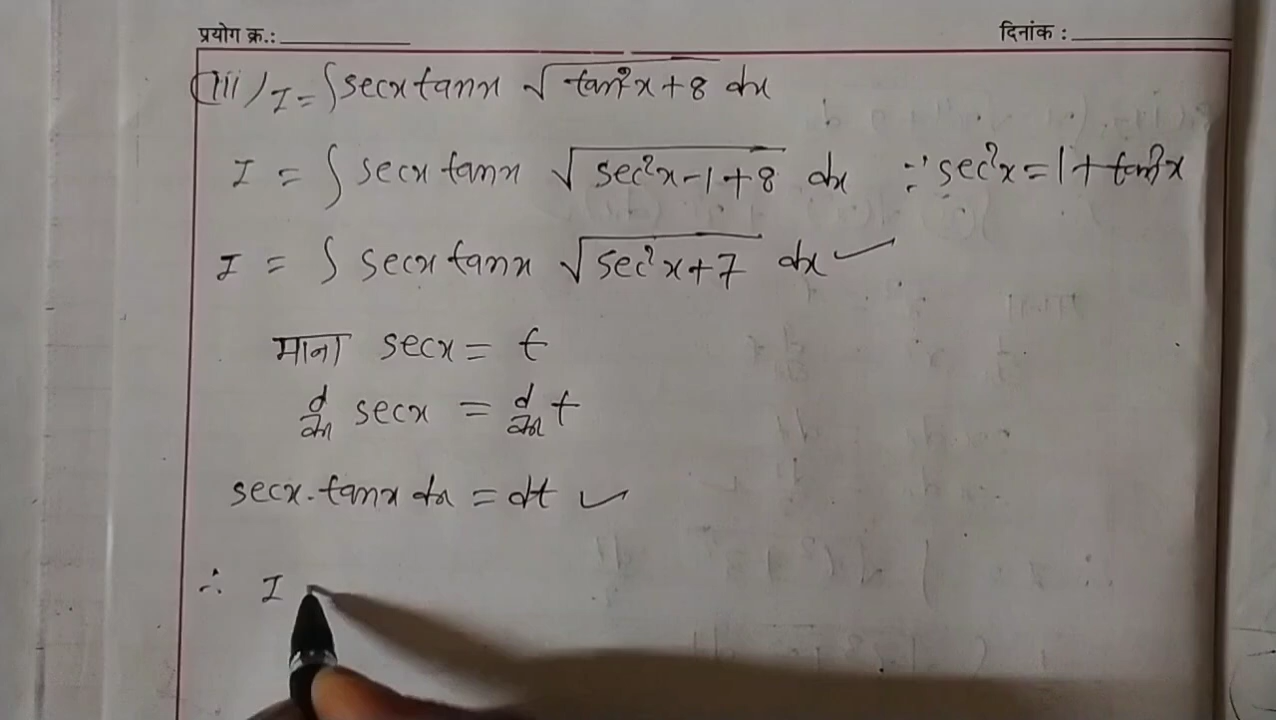 प्रयोग क्र.: दिनांक :
(iii) I = ∫ secx tanx √(tan²x + 8) dx
I = ∫ secx tanx √(sec²x - 1 + 8) dx ∵ sec²x = 1 + tan²x
I = ∫ secx tanx √(sec²x + 7) dx ✓
माना secx = t
d/dx secx = d/dx t
secx · tanx dx = dt ✓
∴ I